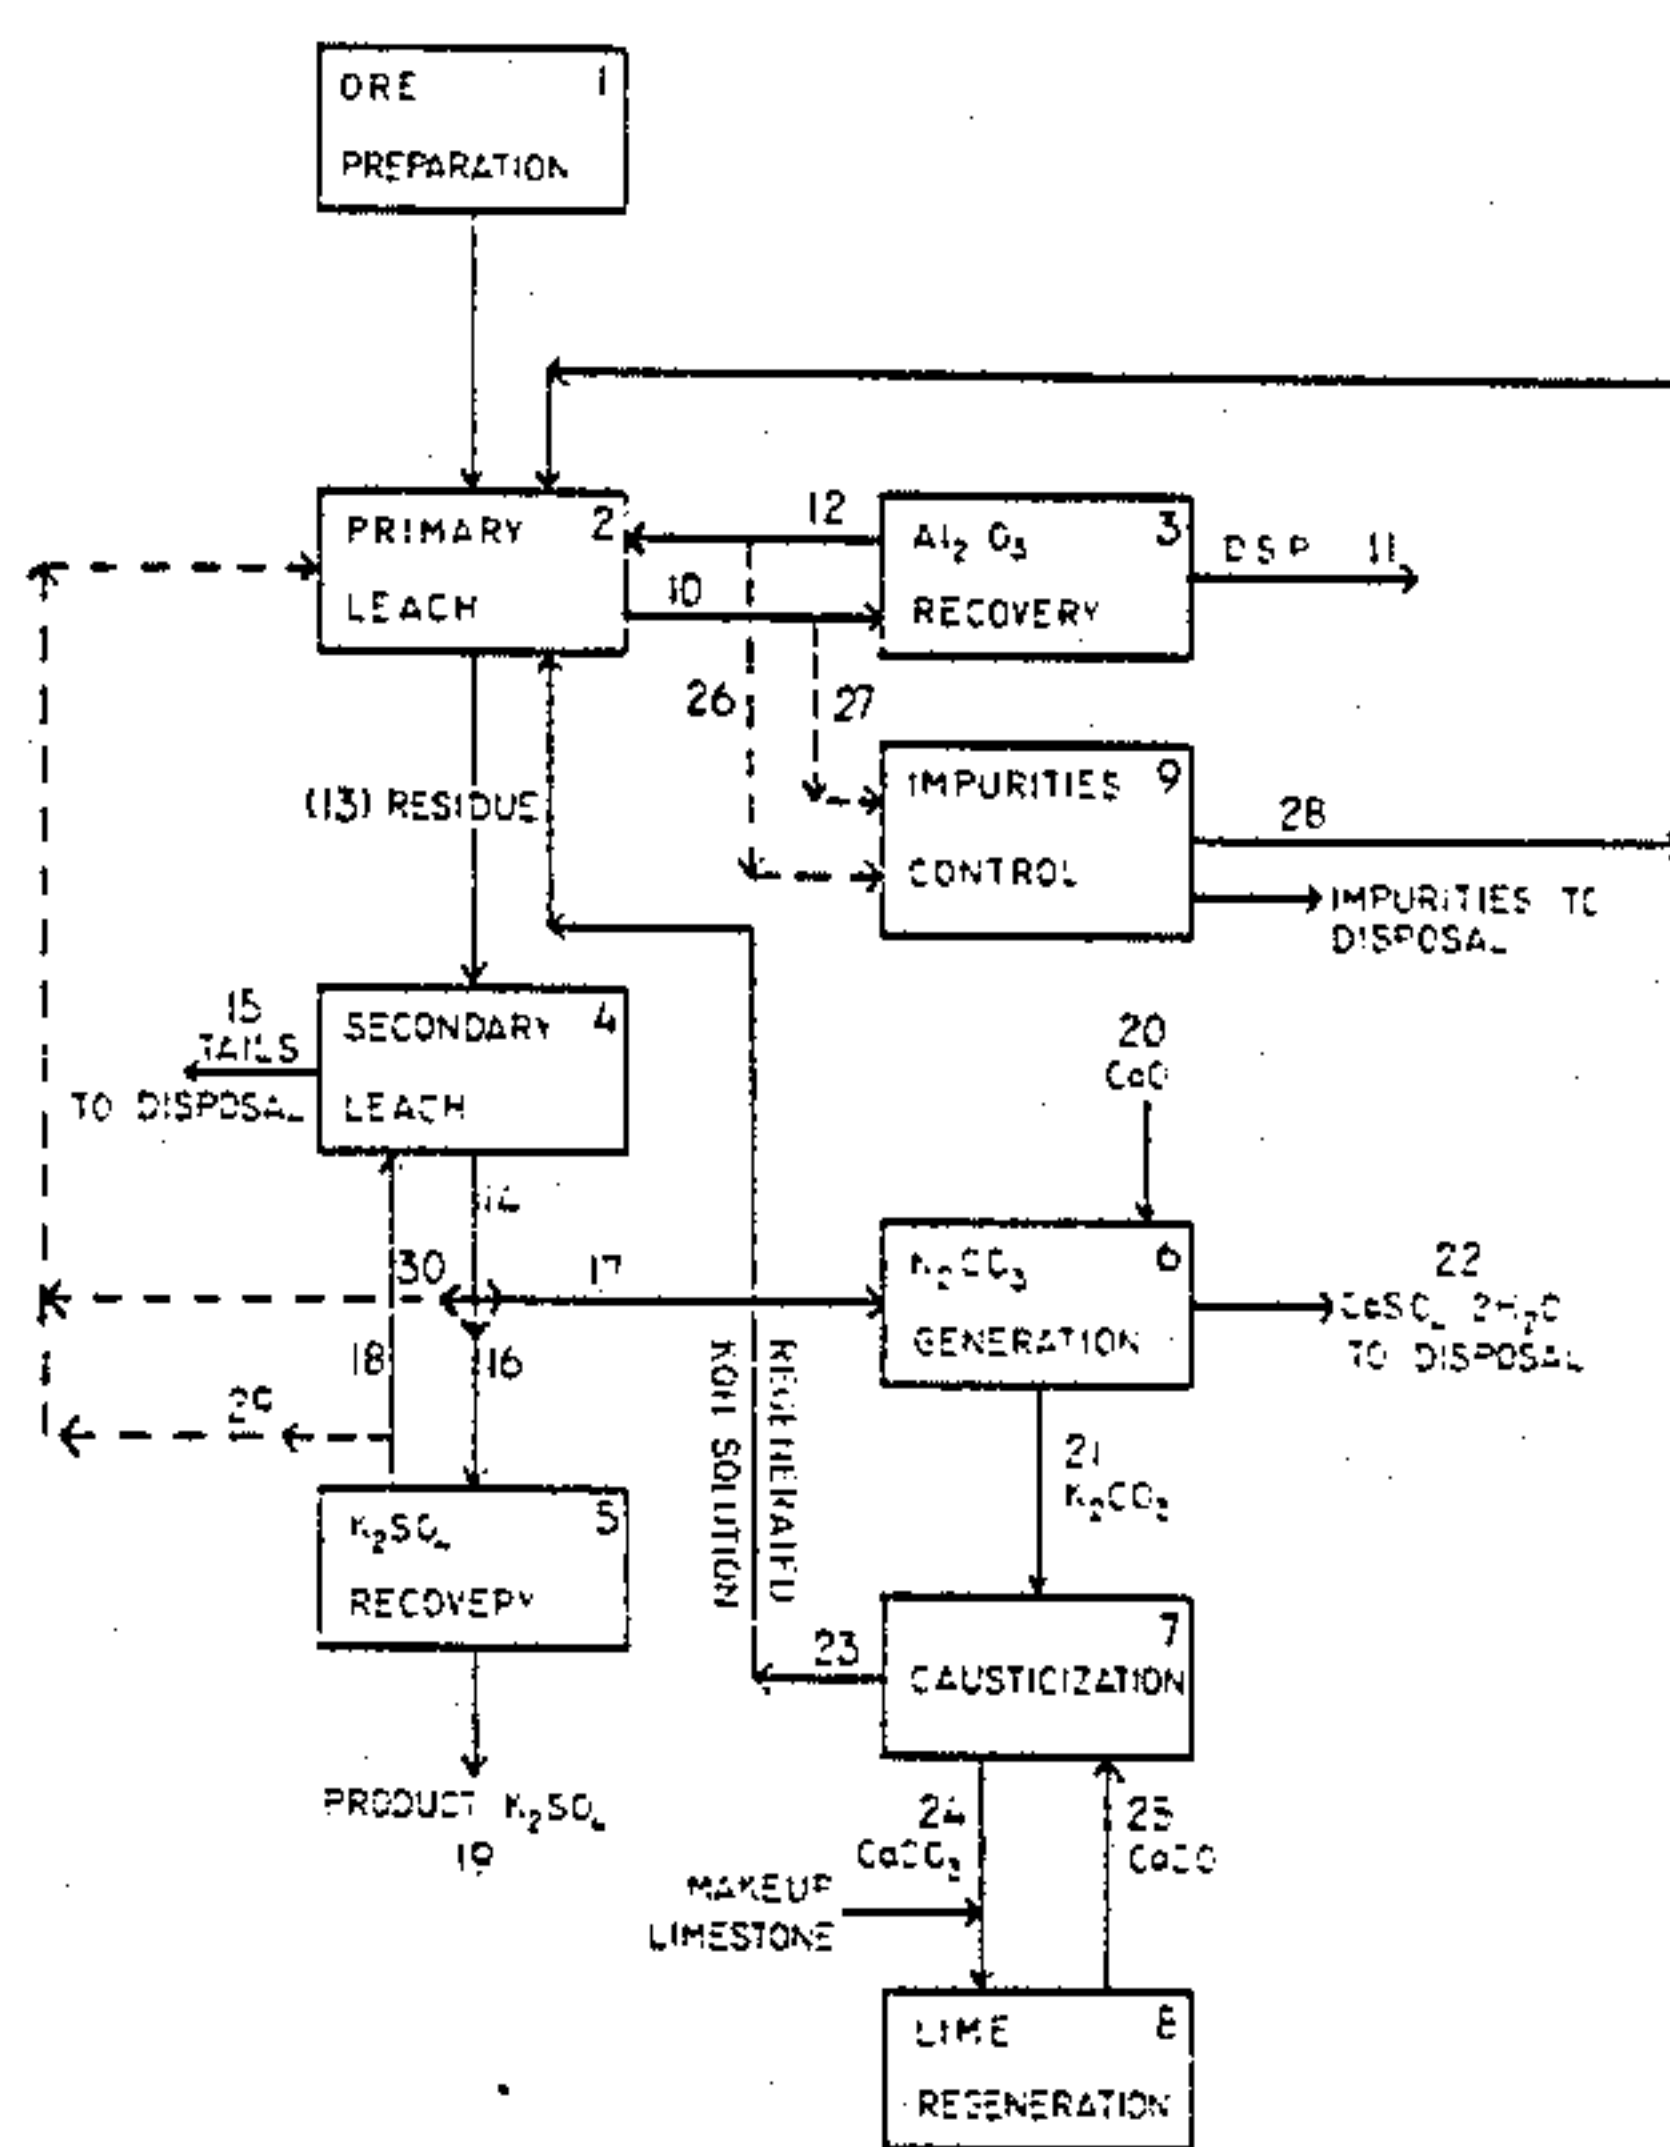 ORE 1
PREPARATION
PRIMARY 2
LEACH
12
10
Al₂ O₃ 3
RECOVERY
DSP 11
26
27
IMPURITIES 9
CONTROL
28
IMPURITIES TO
DISPOSAL
(13) RESIDUE
15
TAILS
TO DISPOSAL
SECONDARY 4
LEACH
20
CaO
14
30
17
K₂CO₃ 6
GENERATION
22
CaSO₄ 2H₂O
TO DISPOSAL
18
16
REGENERATED
KOH SOLUTION
21
K₂CO₃
K₂SO₄ 5
RECOVERY
23
7
CAUSTICIZATION
PRODUCT K₂SO₄
19
24
CaCO₃
25
MAKEUP
LIMESTONE
LIME 8
REGENERATION